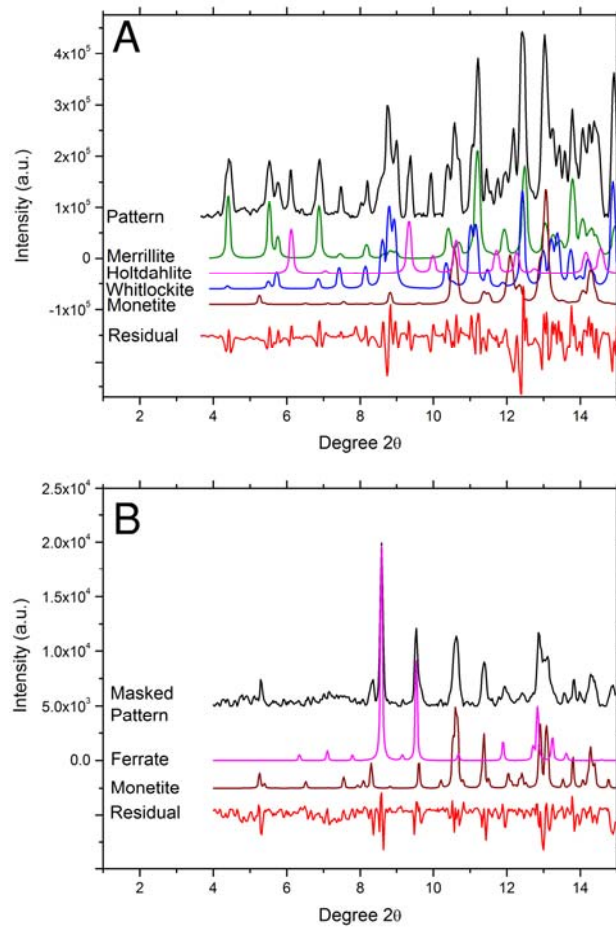 A
4x10⁵
3x10⁵
2x10⁵
1x10⁵
0
-1x10⁵
Intensity (a.u.)
Pattern
Merrillite
Holtdahlite
Whitlockite
Monetite
Residual
2 4 6 8 10 12 14
Degree 2θ
B
2.5x10⁴
2.0x10⁴
1.5x10⁴
1.0x10⁴
5.0x10³
0.0
Intensity (a.u.)
Masked
Pattern
Ferrate
Monetite
Residual
2 4 6 8 10 12 14
Degree 2θ